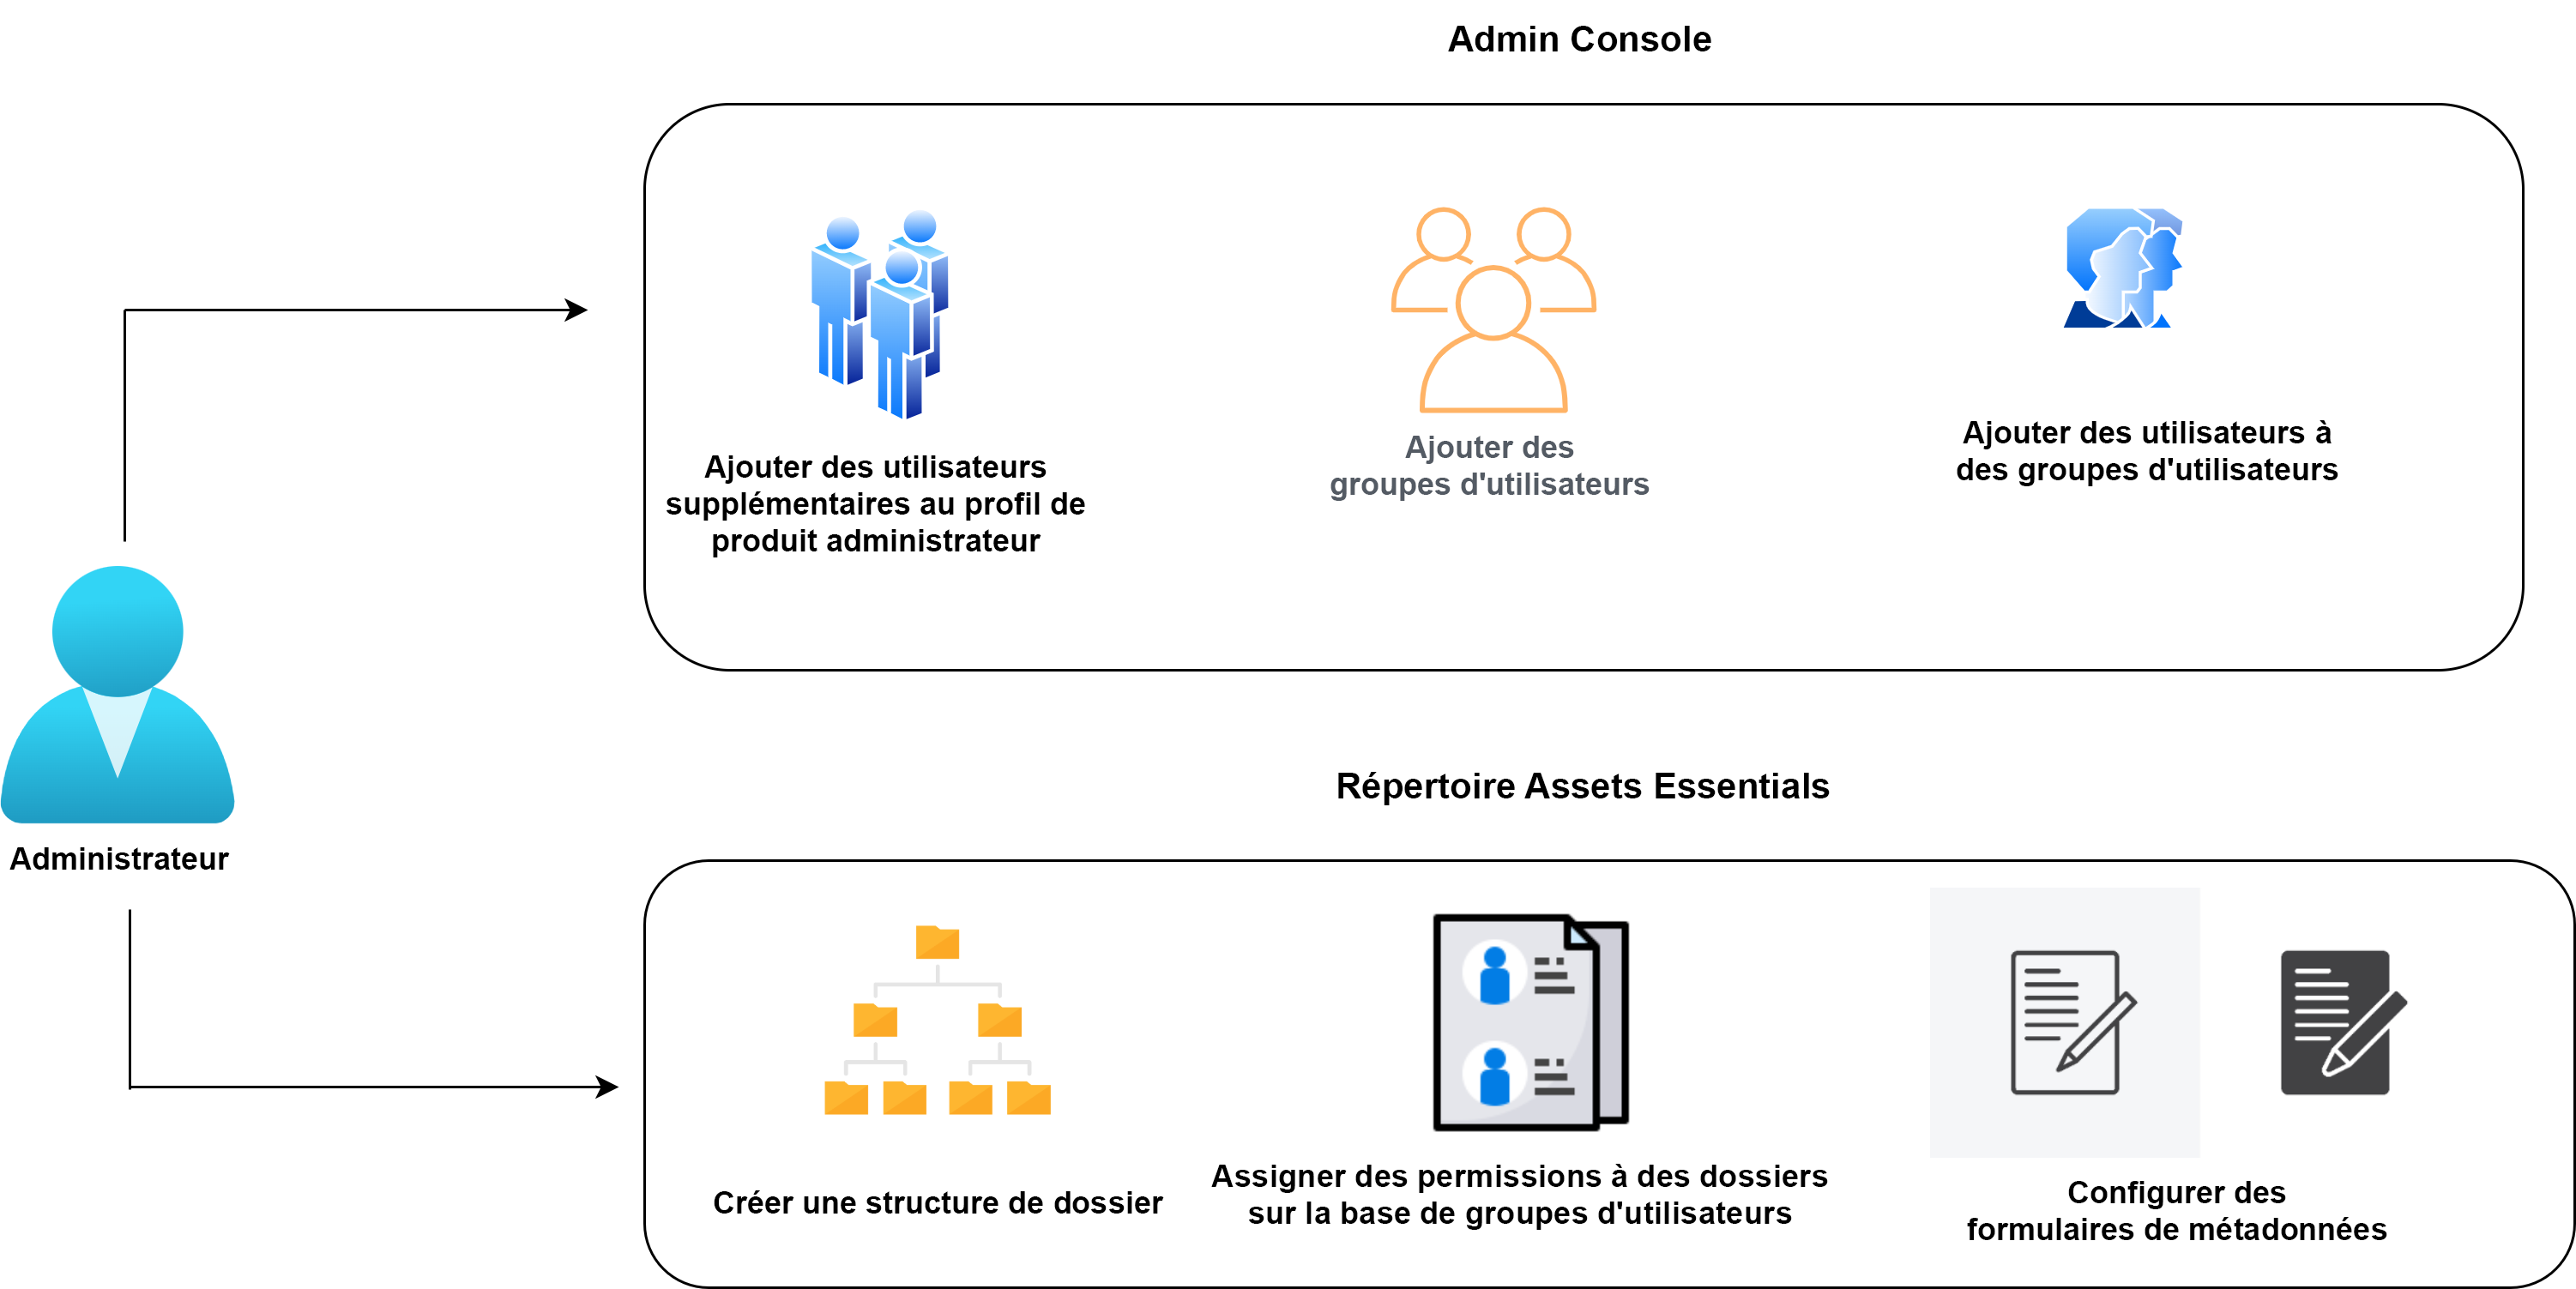 Admin Console
Ajouter des utilisateurs
supplémentaires au profil de
produit administrateur
Ajouter des
groupes d'utilisateurs
Ajouter des utilisateurs à
des groupes d'utilisateurs
Administrateur
Répertoire Assets Essentials
Créer une structure de dossier
Assigner des permissions à des dossiers
sur la base de groupes d'utilisateurs
Configurer des
formulaires de métadonnées